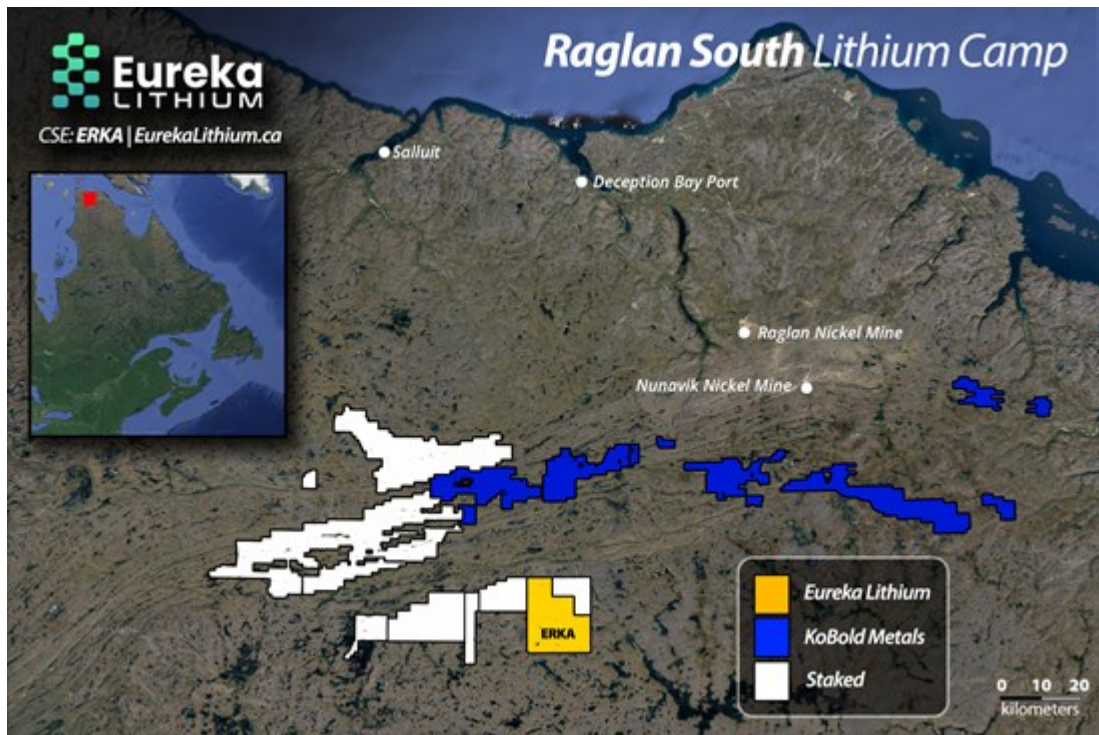 Eureka
LITHIUM
CSE: ERKA | EurekaLithium.ca
Raglan South Lithium Camp
Salluit
Deception Bay Port
Raglan Nickel Mine
Nunavik Nickel Mine
ERKA
Eureka Lithium
KoBold Metals
Staked
0 10 20
kilometers